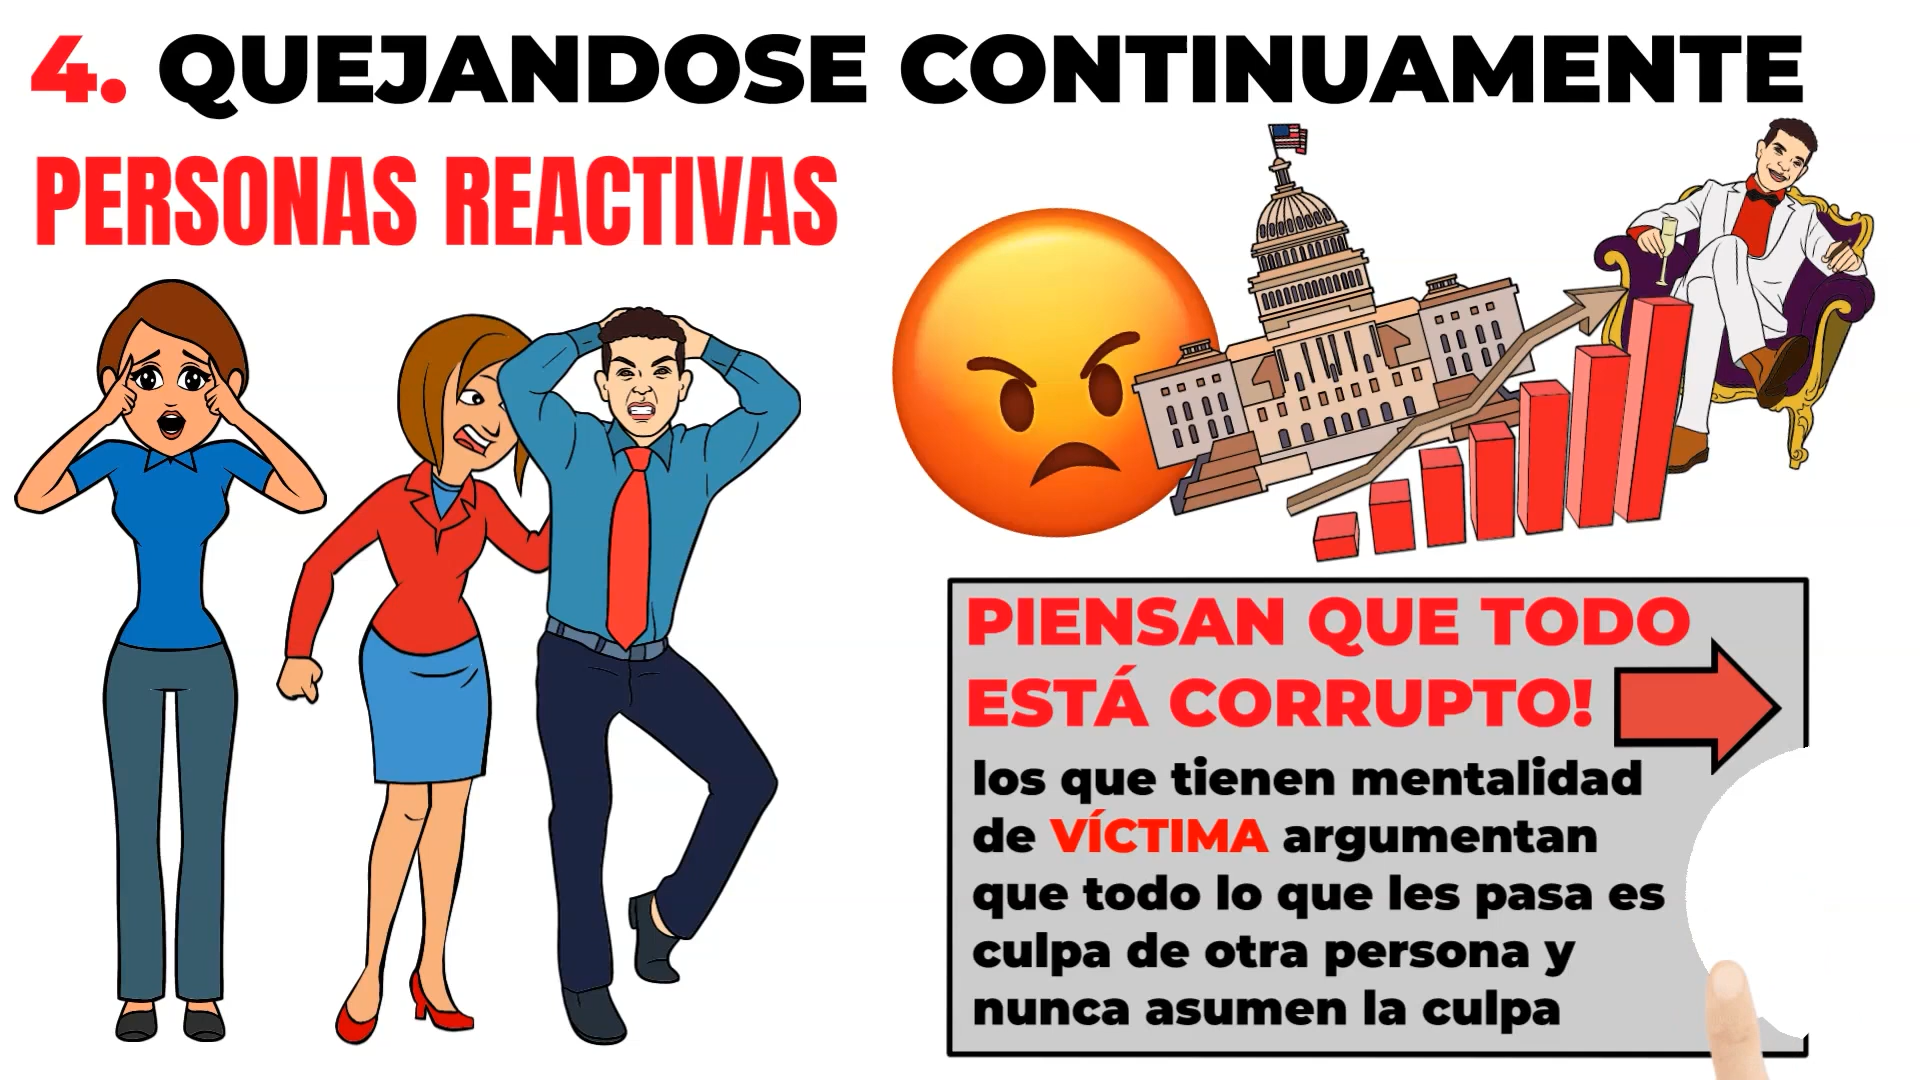 4. QUEJANDOSE CONTINUAMENTE
PERSONAS REACTIVAS
PIENSAN QUE TODO
ESTÁ CORRUPTO!
los que tienen mentalidad
de VÍCTIMA argumentan
que todo lo que les pasa es
culpa de otra persona y
nunca asumen la culpa